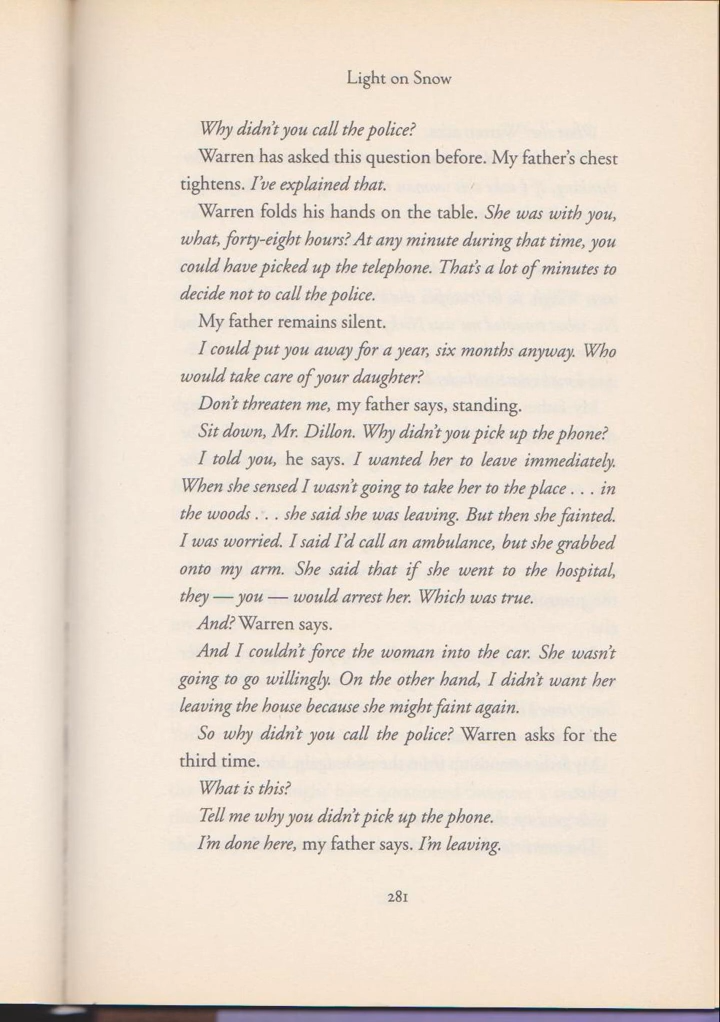 Light on Snow
Why didn't you call the police?
Warren has asked this question before. My father's chest
tightens. I've explained that.
Warren folds his hands on the table. She was with you,
what, forty-eight hours? At any minute during that time, you
could have picked up the telephone. That's a lot of minutes to
decide not to call the police.
My father remains silent.
I could put you away for a year, six months anyway. Who
would take care of your daughter?
Don't threaten me, my father says, standing.
Sit down, Mr. Dillon. Why didn't you pick up the phone?
I told you, he says. I wanted her to leave immediately.
When she sensed I wasn't going to take her to the place . . . in
the woods . . . she said she was leaving. But then she fainted.
I was worried. I said I'd call an ambulance, but she grabbed
onto my arm. She said that if she went to the hospital,
they — you — would arrest her. Which was true.
And? Warren says.
And I couldn't force the woman into the car. She wasn't
going to go willingly. On the other hand, I didn't want her
leaving the house because she might faint again.
So why didn't you call the police? Warren asks for the
third time.
What is this?
Tell me why you didn't pick up the phone.
I'm done here, my father says. I'm leaving.
281